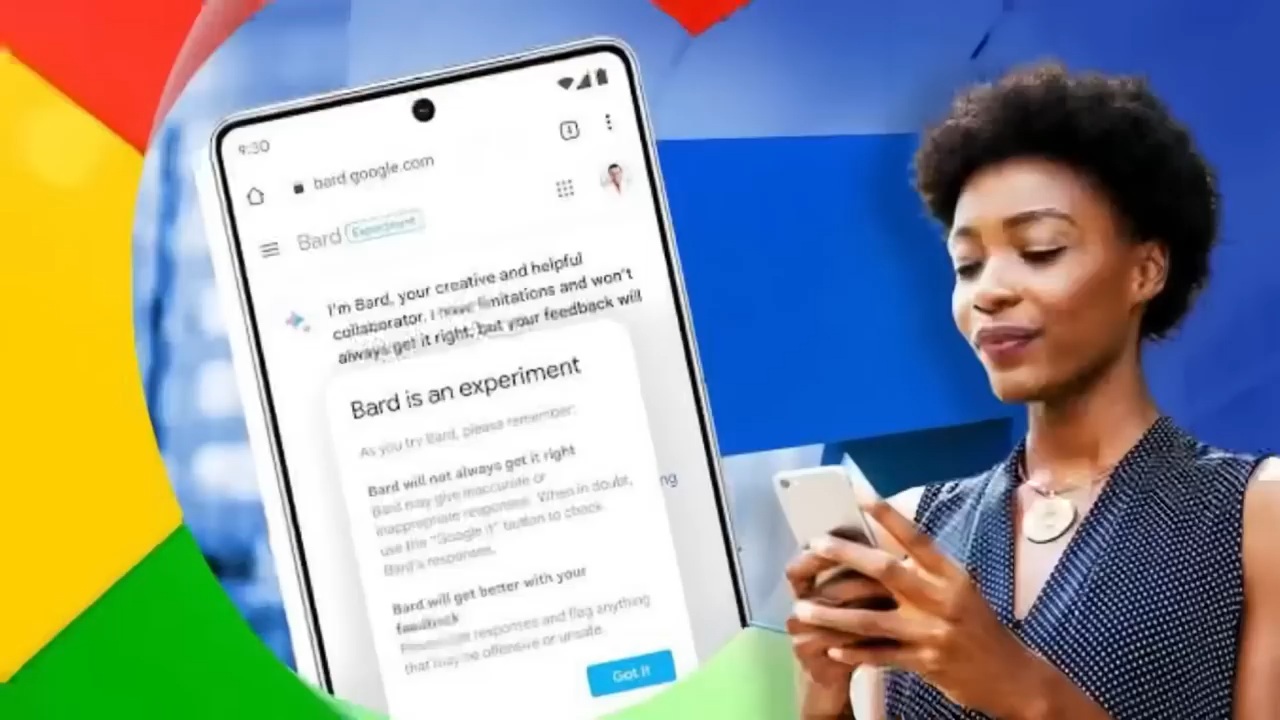 9:30
bard.google.com
Bard Experiment
I'm Bard, your creative and helpful
collaborator. I have limitations and won't
always get it right, but your feedback will
Bard is an experiment
As you try Bard, please remember:
Bard will not always get it right
Bard may give inaccurate or
inappropriate responses. When in doubt,
use the "Google it" button to check
Bard's responses.
ng
Bard will get better with your
feedback
responses and flag anything
that may be offensive or unsafe.
Got it